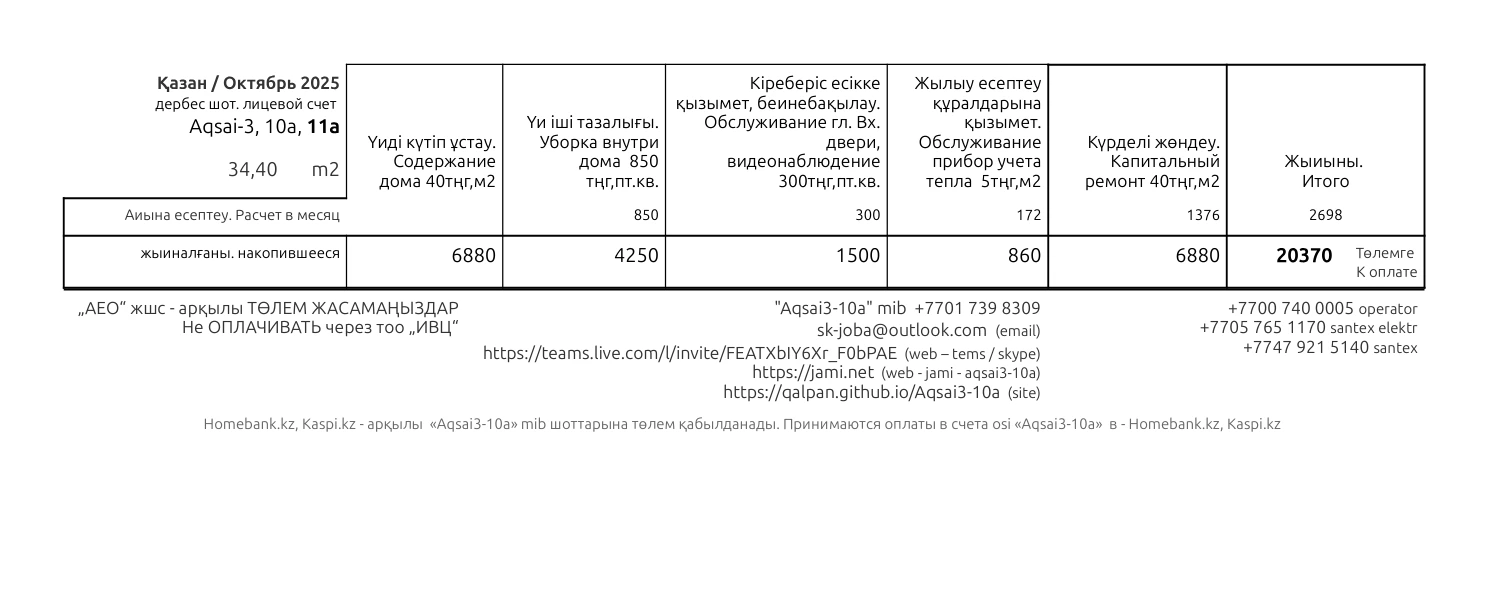 Қазан / Октябрь 2025
дербес шот. лицевой счет
Aqsai-3, 10a, 11a
34,40 m2
Үиді күтіп ұстау.
Содержание
дома 40тңг,м2
Үи іші тазалығы.
Уборка внутри
дома 850
тңг,пт.кв.
Кіреберіс есікке
қызымет, беинебақылау.
Обслуживание гл. Вх.
двери,
видеонаблюдение
300тңг,пт.кв.
Жылыу есептеу
құралдарына
қызымет.
Обслуживание
прибор учета
тепла 5тңг,м2
Күрделі жөндеу.
Капитальный
ремонт 40тңг,м2
Жыиыны.
Итого
Аиына есептеу. Расчет в месяц 850 300 172 1376 2698
жыиналғаны. накопившееся 6880 4250 1500 860 6880 20370 Төлемге
К оплате
„АЕО“ жшс - арқылы ТӨЛЕМ ЖАСАМАҢЫЗДАР
Не ОПЛАЧИВАТЬ через тоо „ИВЦ“
"Aqsai3-10a" mib +7701 739 8309
sk-joba@outlook.com (email)
https://teams.live.com/l/invite/FEATXbIY6Xr_F0bPAE (web – tems / skype)
https://jami.net (web - jami - aqsai3-10a)
https://qalpan.github.io/Aqsai3-10a (site)
+7700 740 0005 operator
+7705 765 1170 santex elektr
+7747 921 5140 santex
Homebank.kz, Kaspi.kz - арқылы «Aqsai3-10a» mib шоттарына төлем қабылданады. Принимаются оплаты в счета osi «Aqsai3-10a» в - Homebank.kz, Kaspi.kz